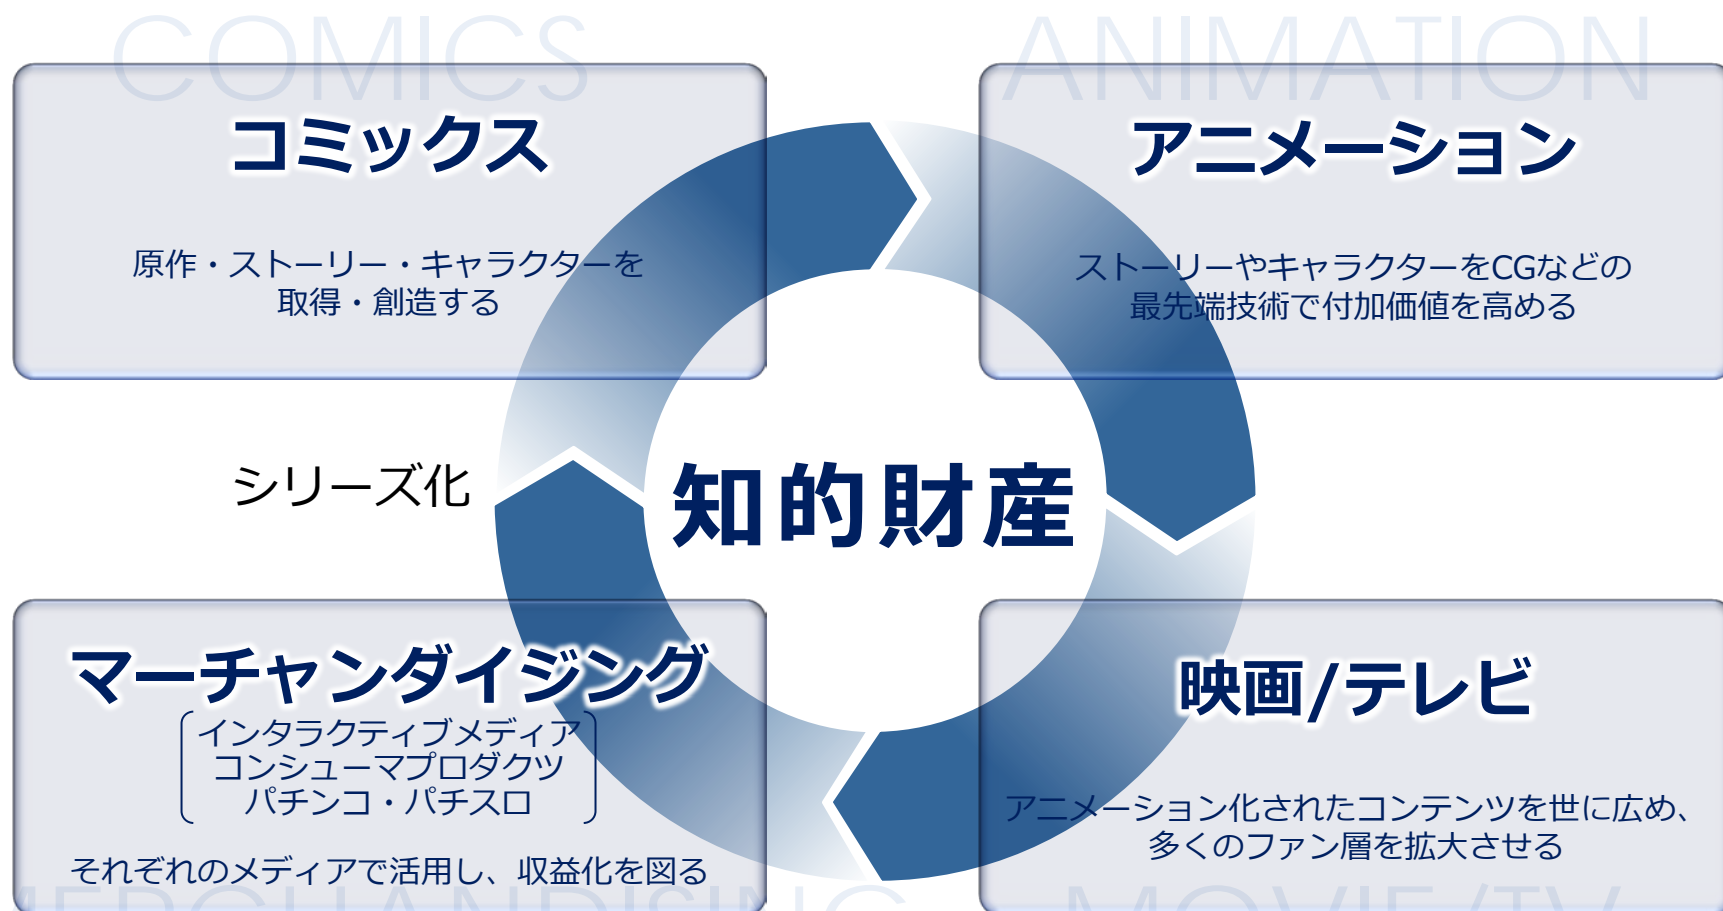 COMICS
コミックス
原作・ストーリー・キャラクターを
取得・創造する
ANIMATION
アニメーション
ストーリーやキャラクターをCGなどの
最先端技術で付加価値を高める
シリーズ化
知的財産
マーチャンダイジング
インタラクティブメディア
コンシューマプロダクツ
パチンコ・パチスロ
それぞれのメディアで活用し、収益化を図る
MERCHANDISING
映画/テレビ
アニメーション化されたコンテンツを世に広め、
多くのファン層を拡大させる
MOVIE/TV